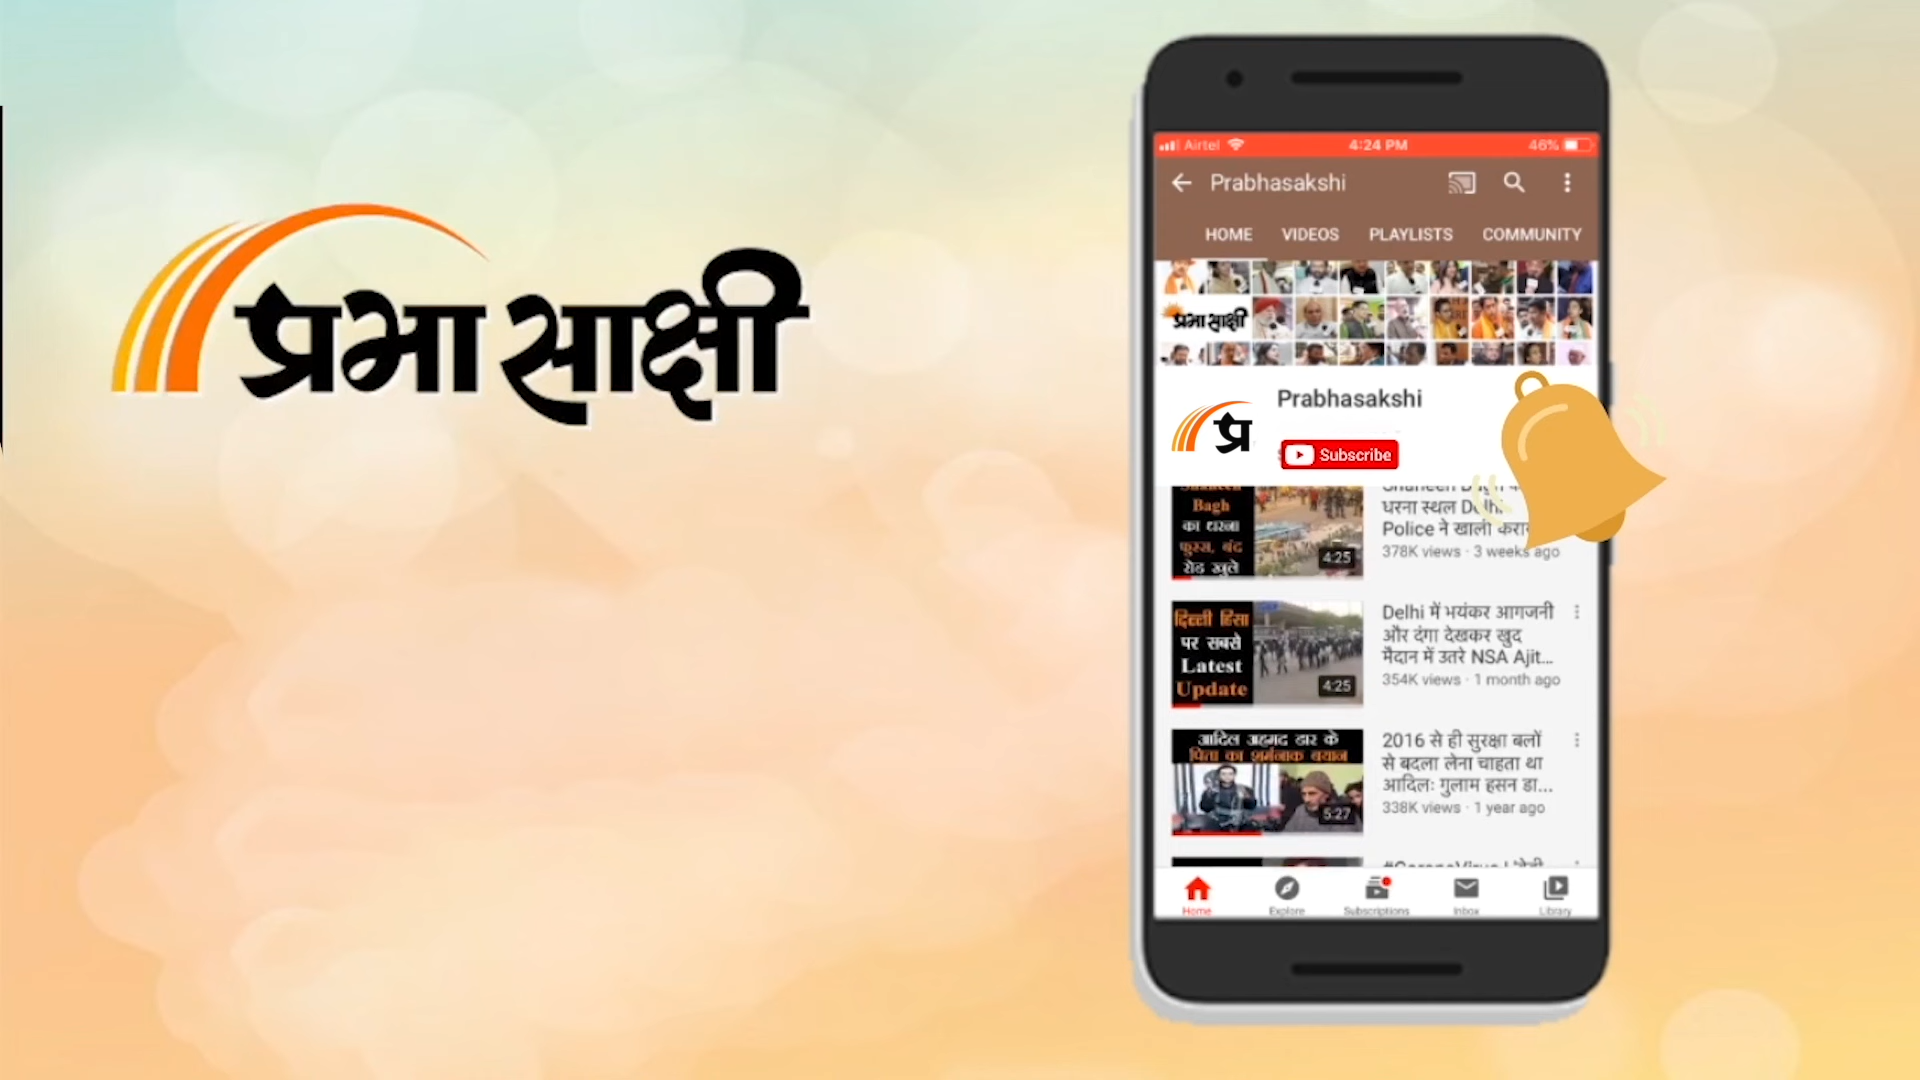 प्रभा साक्षी
Airtel 4:24 PM 46%
Prabhasakshi
HOME VIDEOS PLAYLISTS COMMUNITY
प्रभा साक्षी
Prabhasakshi
प्र
Subscribe
Bagh
का धरना
फुस्स, बंद
रोड खुले
4:25
धरना स्थल
Police ने खाली
378K views · 3 weeks ago
दिल्ली हिंसा
पर सबसे
Latest
Update
4:25
Delhi में भयंकर आगजनी
और दंगा देखकर खुद
मैदान में उतरे NSA Ajit...
354K views · 1 month ago
आदिल अहमद डार के
पिता का शर्मनाक बयान
5:27
2016 से ही सुरक्षा बलों
से बदला लेना चाहता था
आदिलः गुलाम हसन डा...
338K views · 1 year ago
Home Explore Subscriptions Inbox Library